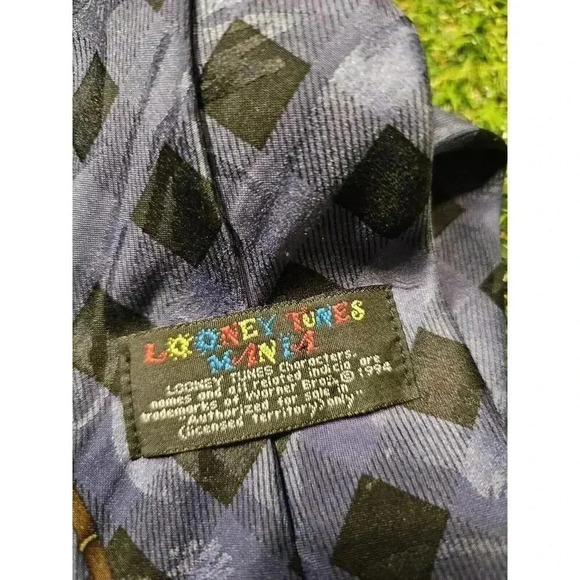 LOONEY TUNES
MANIA
LOONEY TUNES Characters,
names and all related indicia are
trademarks of Warner Bros. © 1994
(Authorized for sale in
licensed territorys only